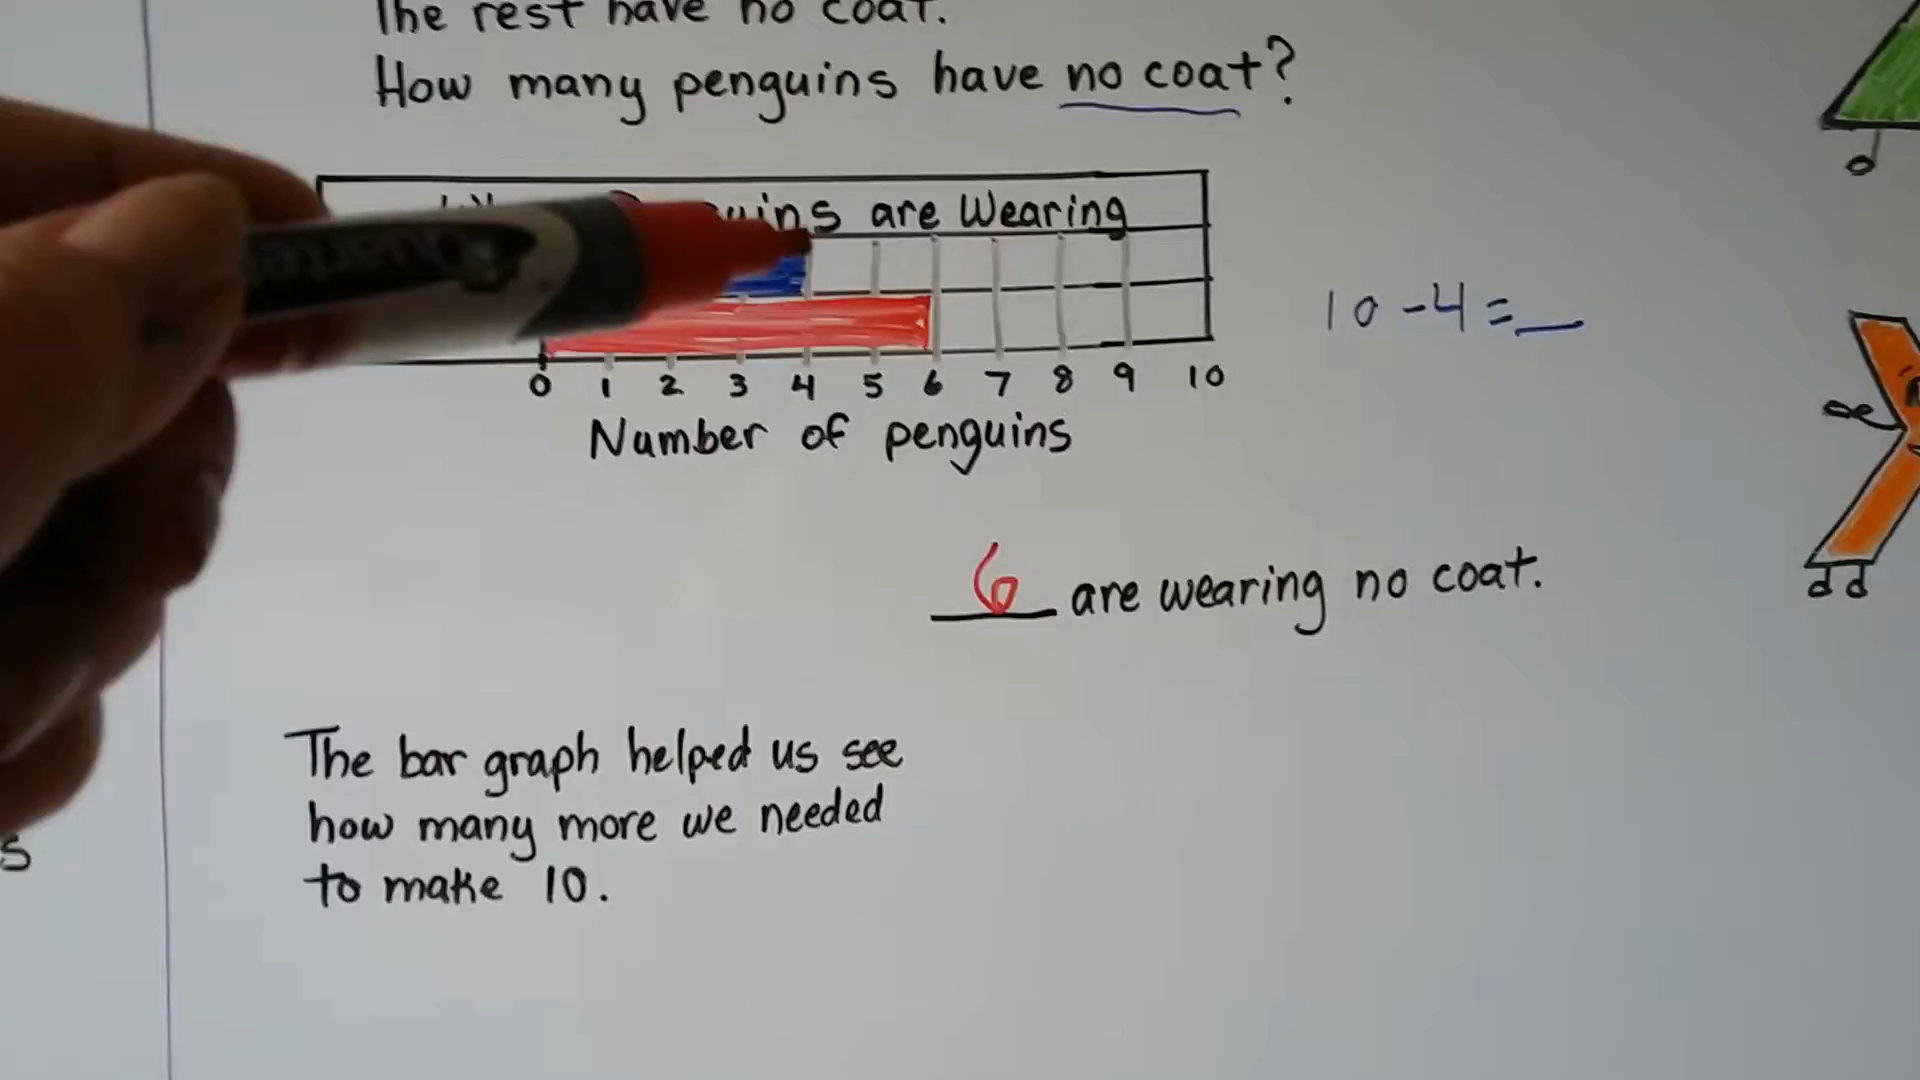 The rest have no coat.
How many penguins have no coat?
are Wearing
0 1 2 3 4 5 6 7 8 9 10
Number of penguins
10 - 4 = __
6 are wearing no coat.
The bar graph helped us see
how many more we needed
to make 10.